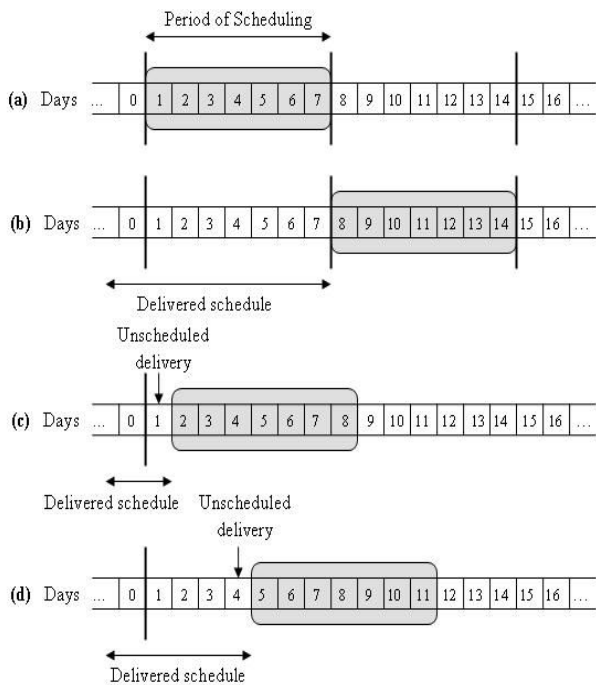 Period of Scheduling
(a) Days ... 0 1 2 3 4 5 6 7 8 9 10 11 12 13 14 15 16 ...
(b) Days ... 0 1 2 3 4 5 6 7 8 9 10 11 12 13 14 15 16 ...
Delivered schedule
Unscheduled
delivery
(c) Days ... 0 1 2 3 4 5 6 7 8 9 10 11 12 13 14 15 16 ...
Delivered schedule
Unscheduled
delivery
(d) Days ... 0 1 2 3 4 5 6 7 8 9 10 11 12 13 14 15 16 ...
Delivered schedule